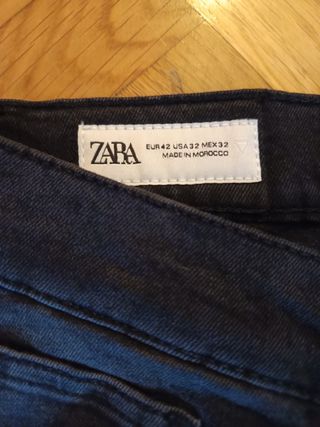 ZARA
EUR 42 USA 32 MEX 32
MADE IN MOROCCO